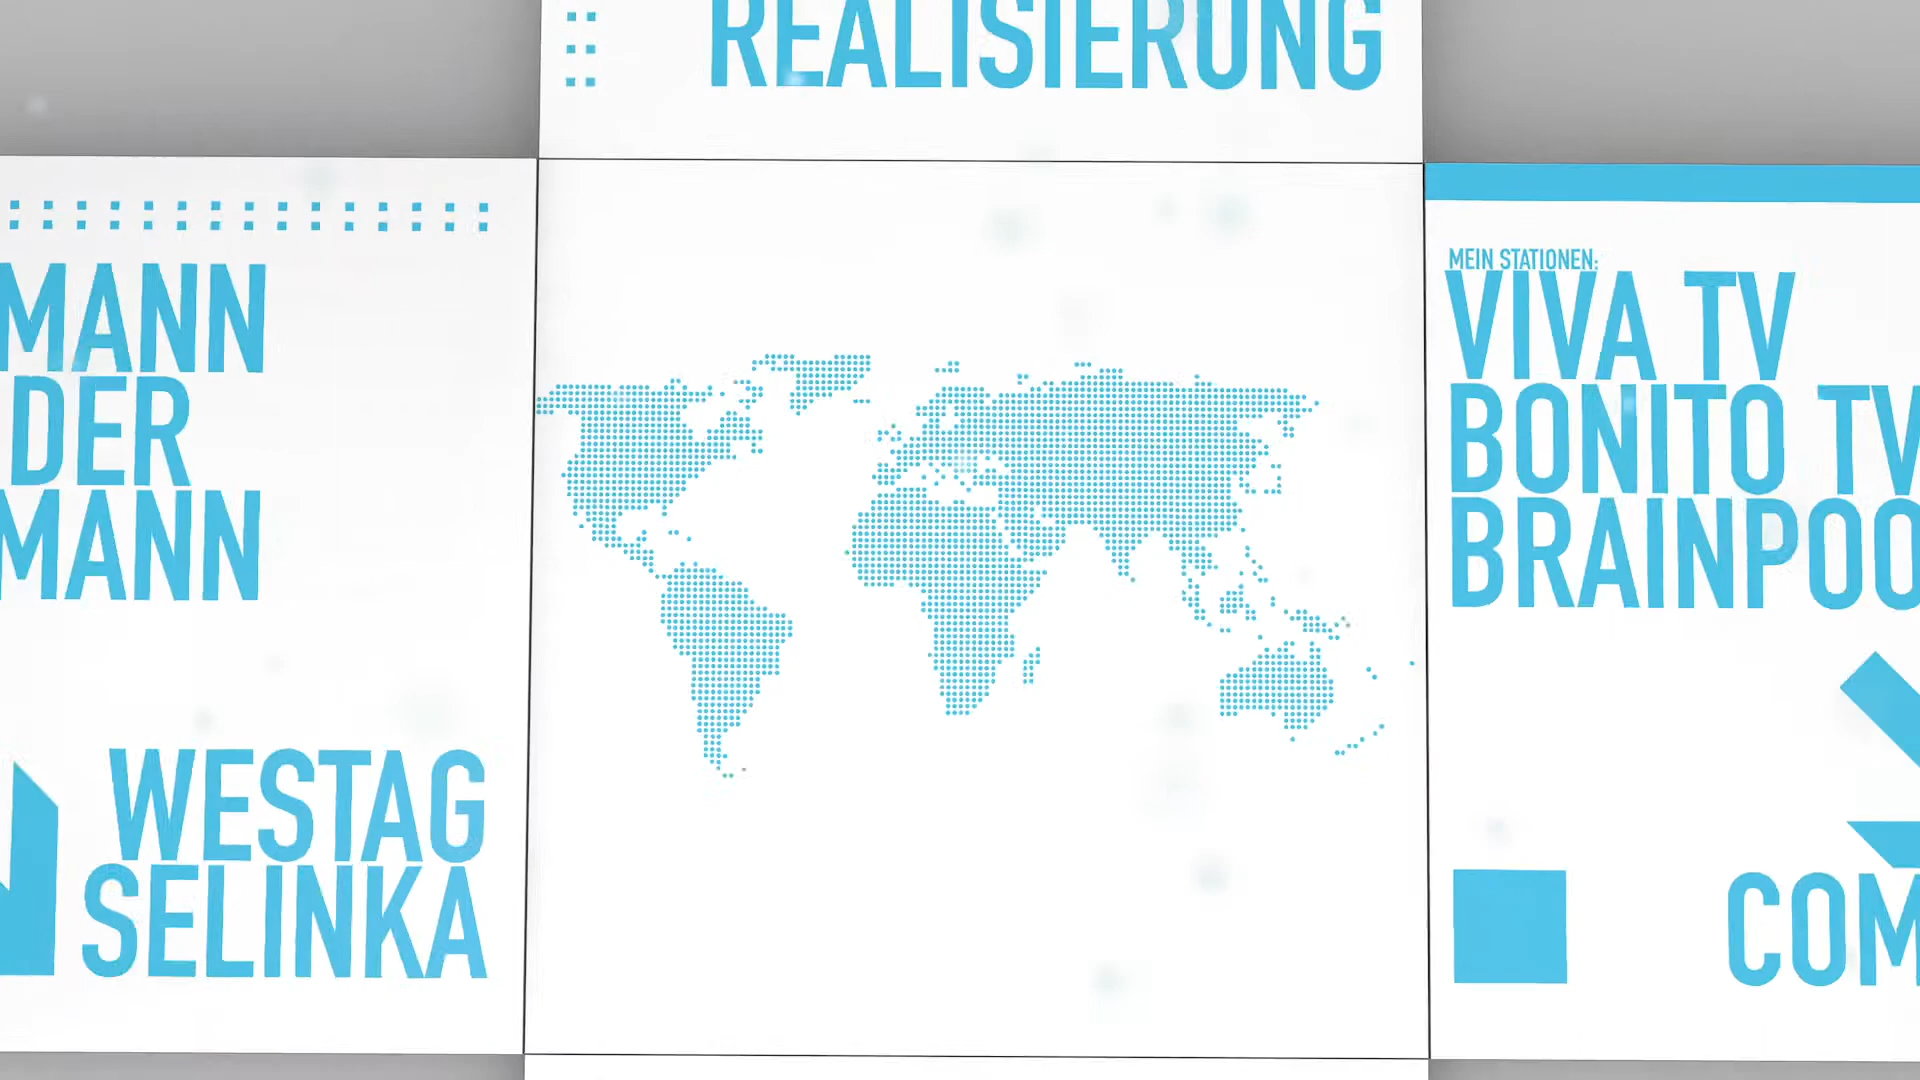 REALISIERUNG
MANN
DER
MANN
WESTAG
SELINKA
MEIN STATIONEN:
VIVA TV
BONITO TV
BRAINPOO
COM